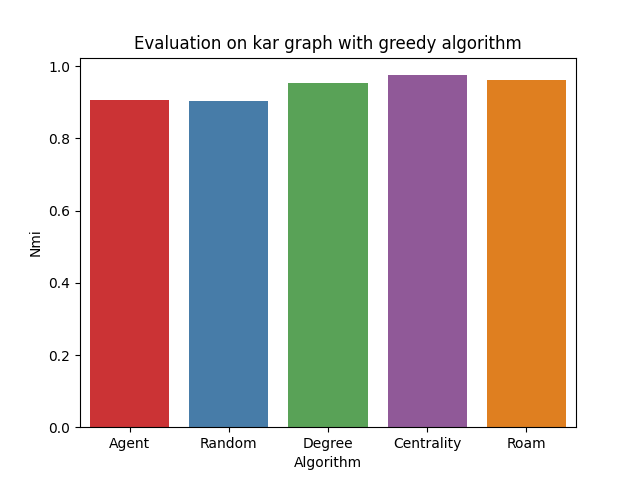 Evaluation on kar graph with greedy algorithm
1.0
0.8
0.6
0.4
0.2
0.0
Nmi
Agent Random Degree Centrality Roam
Algorithm